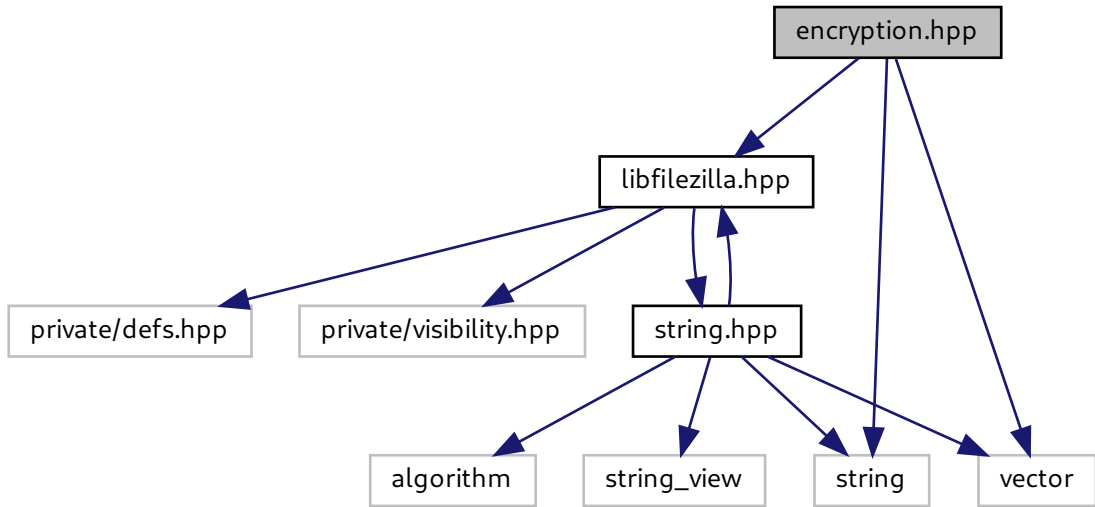 encryption.hpp
libfilezilla.hpp
private/defs.hpp
private/visibility.hpp
string.hpp
algorithm
string_view
string
vector